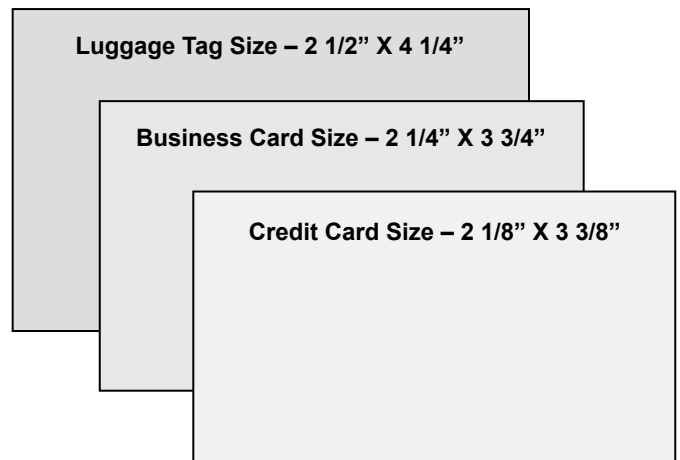 Luggage Tag Size – 2 1/2” X 4 1/4”
Business Card Size – 2 1/4” X 3 3/4”
Credit Card Size – 2 1/8” X 3 3/8”